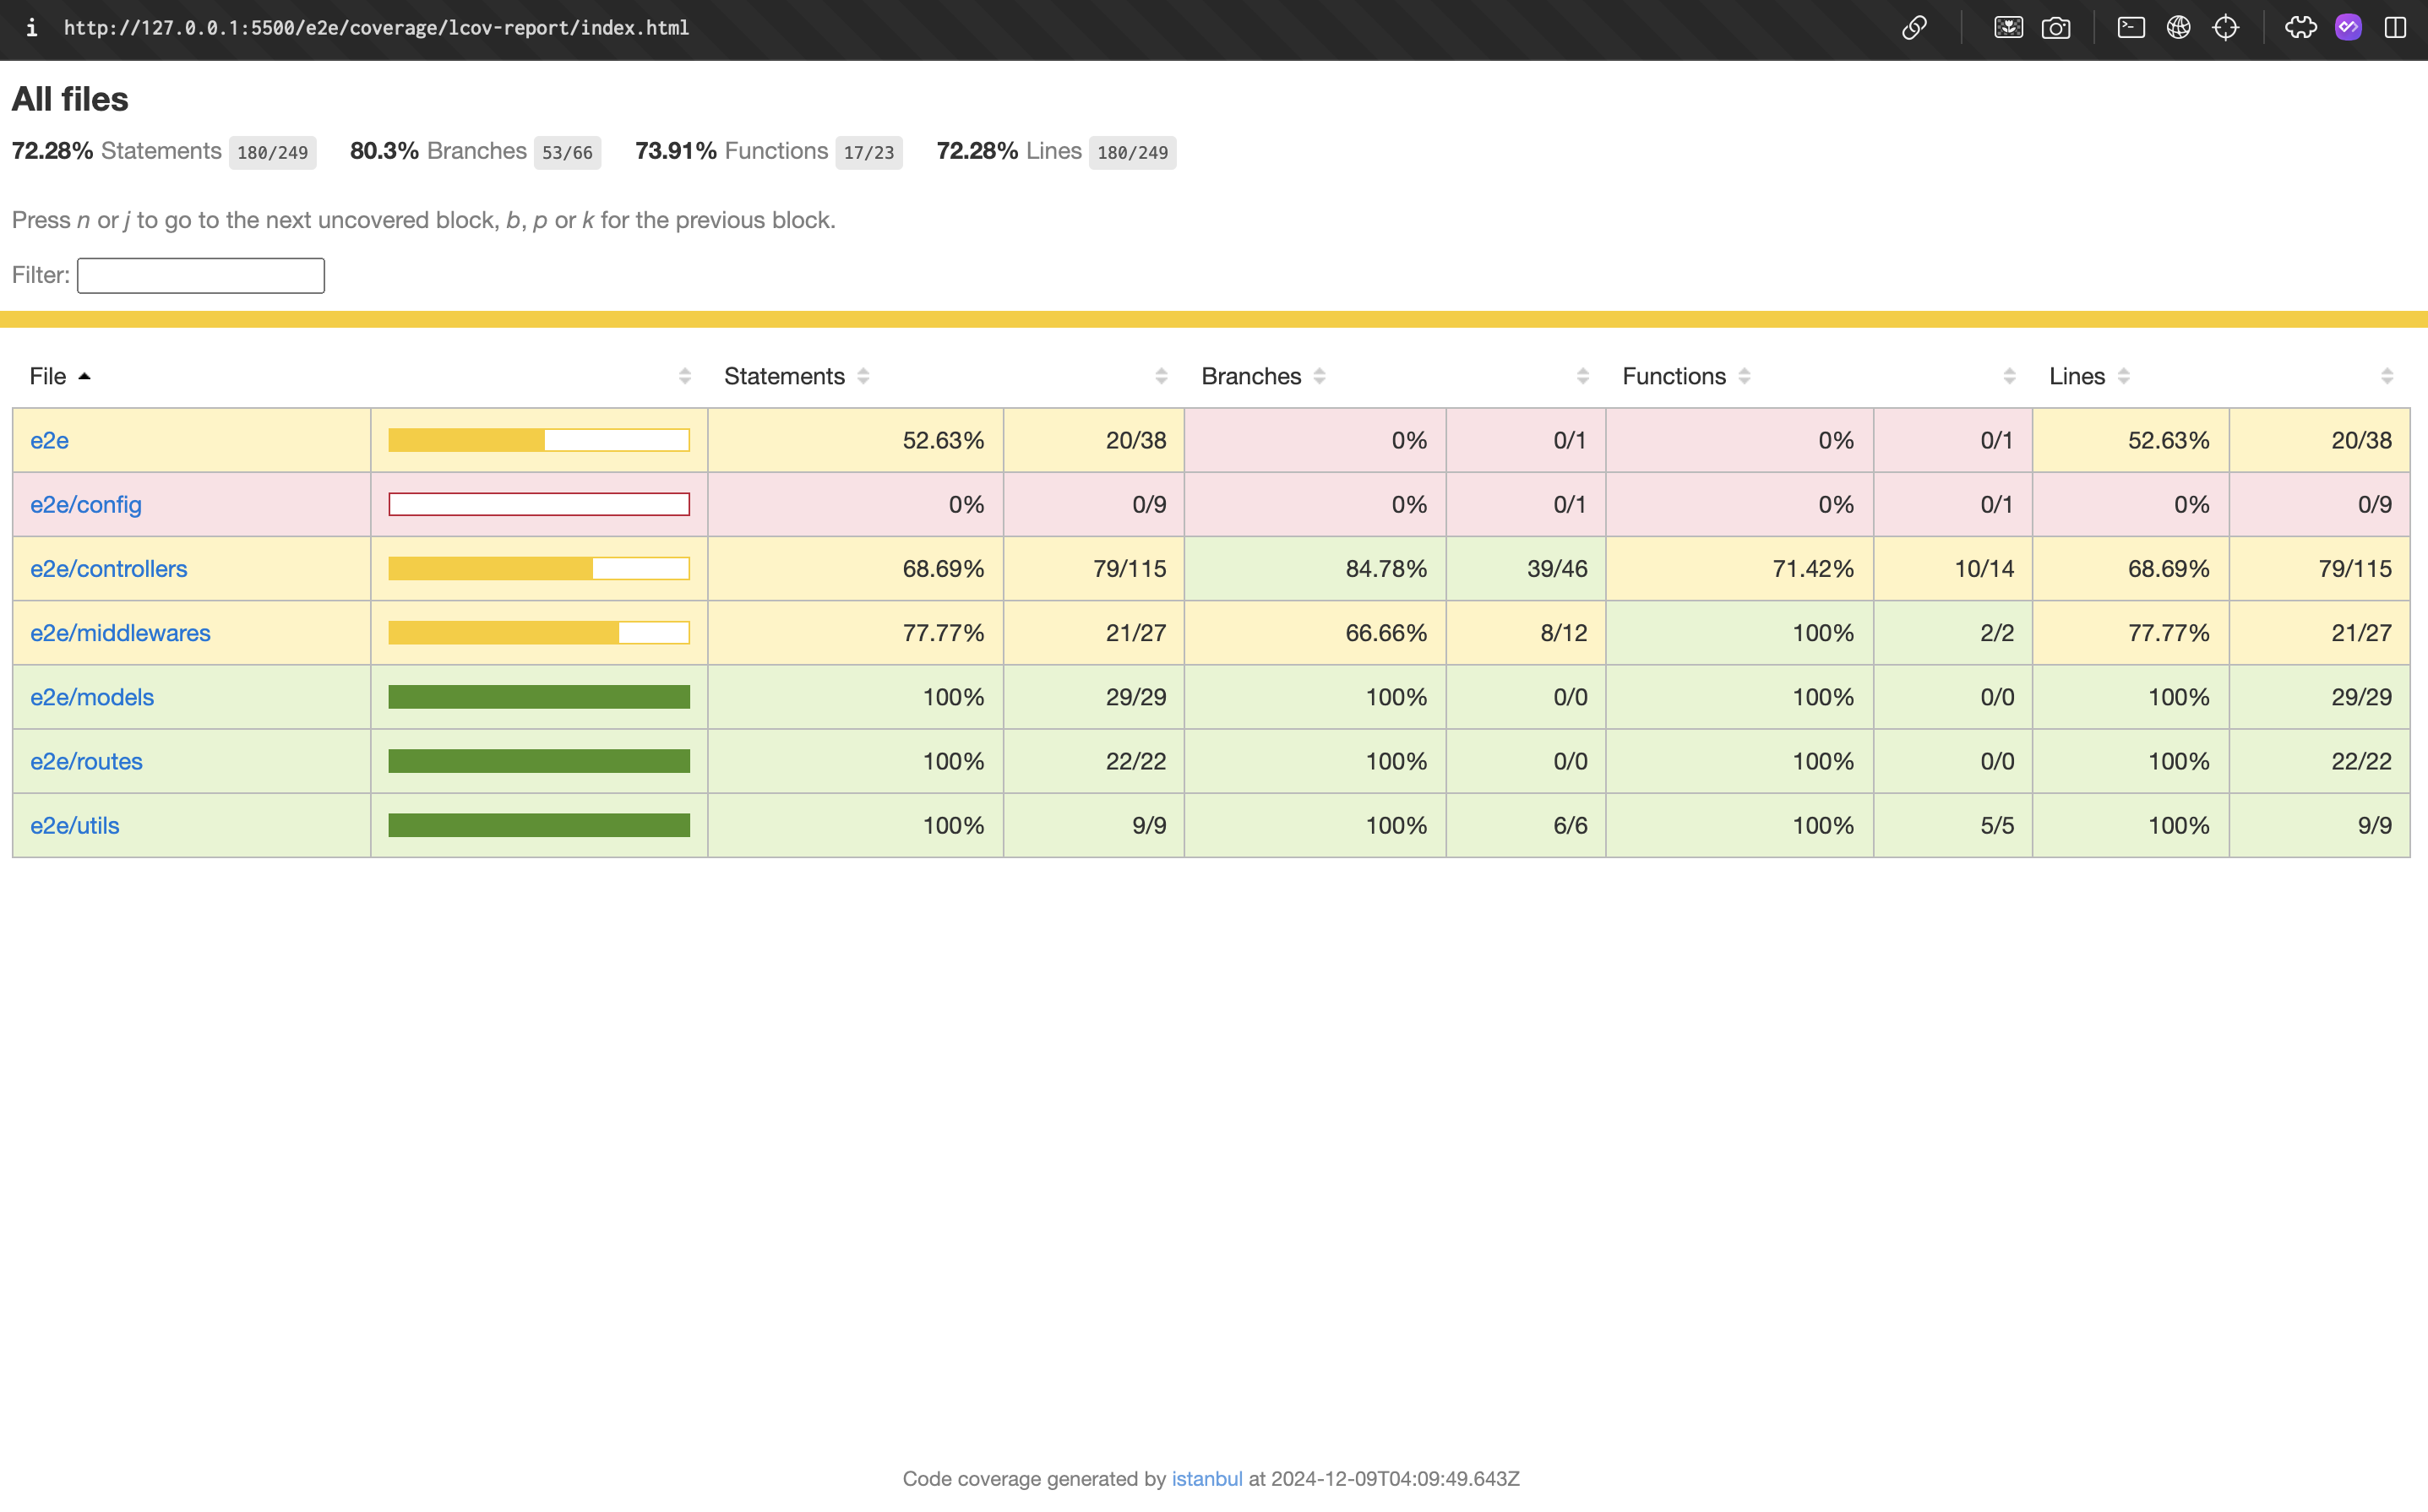 i http://127.0.0.1:5500/e2e/coverage/lcov-report/index.html
All files
72.28% Statements 180/249 80.3% Branches 53/66 73.91% Functions 17/23 72.28% Lines 180/249
Press n or j to go to the next uncovered block, b, p or k for the previous block.
Filter:
File Statements Branches Functions Lines
e2e 52.63% 20/38 0% 0/1 0% 0/1 52.63% 20/38
e2e/config 0% 0/9 0% 0/1 0% 0/1 0% 0/9
e2e/controllers 68.69% 79/115 84.78% 39/46 71.42% 10/14 68.69% 79/115
e2e/middlewares 77.77% 21/27 66.66% 8/12 100% 2/2 77.77% 21/27
e2e/models 100% 29/29 100% 0/0 100% 0/0 100% 29/29
e2e/routes 100% 22/22 100% 0/0 100% 0/0 100% 22/22
e2e/utils 100% 9/9 100% 6/6 100% 5/5 100% 9/9
Code coverage generated by istanbul at 2024-12-09T04:09:49.643Z